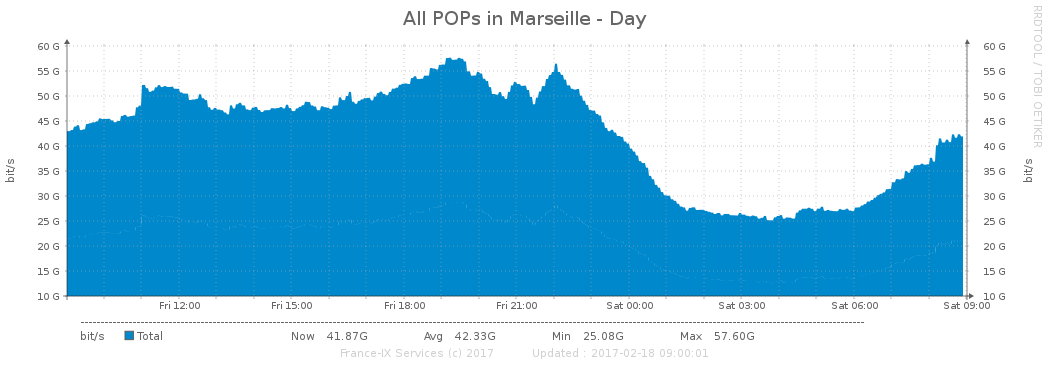 All POPs in Marseille - Day
RRDTOOL / TOBI OETIKER
60 G 60 G
55 G 55 G
50 G 50 G
45 G 45 G
40 G 40 G
35 G 35 G
30 G 30 G
25 G 25 G
20 G 20 G
15 G 15 G
10 G 10 G
bit/s
bit/s
Fri 12:00 Fri 15:00 Fri 18:00 Fri 21:00 Sat 00:00 Sat 03:00 Sat 06:00 Sat 09:00
bit/s Total Now 41.87G Avg 42.33G Min 25.08G Max 57.60G
France-IX Services (c) 2017 Updated : 2017-02-18 09:00:01